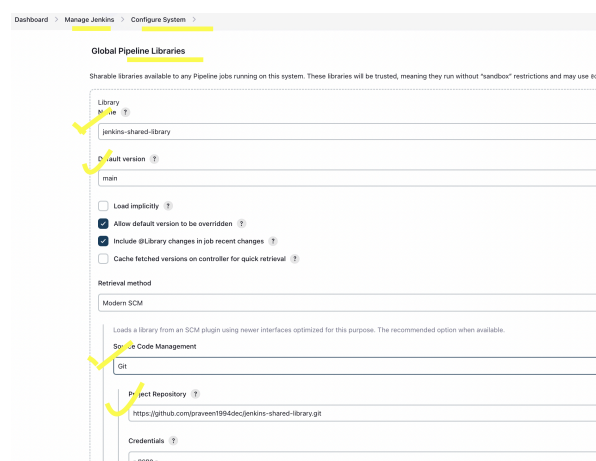 Dashboard > Manage Jenkins > Configure System >
Global Pipeline Libraries
Sharable libraries available to any Pipeline jobs running on this system. These libraries will be trusted, meaning they run without "sandbox" restrictions and may use
Library
Name ?
jenkins-shared-library
Default version ?
main
Load implicitly ?
Allow default version to be overridden ?
Include @Library changes in job recent changes ?
Cache fetched versions on controller for quick retrieval ?
Retrieval method
Modern SCM
Loads a library from an SCM plugin using newer interfaces optimized for this purpose. The recommended option when available.
Source Code Management
Git
Project Repository ?
https://github.com/praveen1994dec/jenkins-shared-library.git
Credentials ?